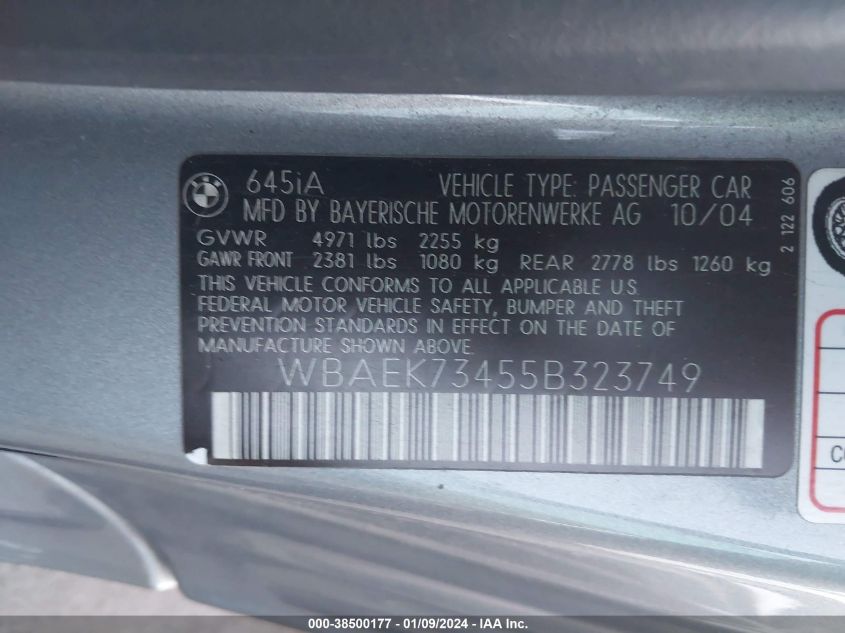 645iA VEHICLE TYPE: PASSENGER CAR
MFD BY BAYERISCHE MOTORENWERKE AG 10/04
GVWR 4971 lbs 2255 kg
GAWR FRONT 2381 lbs 1080 kg REAR 2778 lbs 1260 kg
THIS VEHICLE CONFORMS TO ALL APPLICABLE U.S.
FEDERAL MOTOR VEHICLE SAFETY, BUMPER AND THEFT
PREVENTION STANDARDS IN EFFECT ON THE DATE OF
MANUFACTURE SHOWN ABOVE.
WBAEK73455B323749
2 122 606
000-38500177 - 01/09/2024 - IAA, Inc.